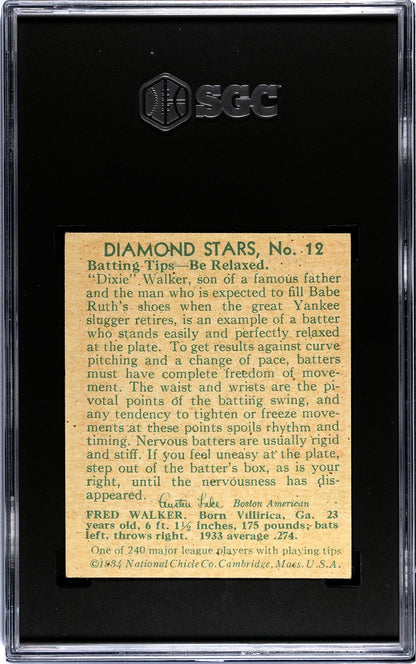 SGC
DIAMOND STARS, No. 12
Batting Tips—Be Relaxed.
"Dixie" Walker, son of a famous father
and the man who is expected to fill Babe
Ruth's shoes when the great Yankee
slugger retires, is an example of a batter
who stands easily and perfectly relaxed
at the plate. To get results against curve
pitching and a change of pace, batters
must have complete freedom of move-
ment. The waist and wrists are the pi-
votal points of the batting swing, and
any tendency to tighten or freeze move-
ments at these points spoils rhythm and
timing. Nervous batters are usually rigid
and stiff. If you feel uneasy at the plate,
step out of the batter's box, as is your
right, until the nervousness has dis-
appeared. Austen Lake Boston American
FRED WALKER. Born Villirica, Ga. 23
years old, 6 ft. 1½ inches, 175 pounds; bats
left, throws right. 1933 average .274.
One of 240 major league players with playing tips
©1934 National Chicle Co. Cambridge, Mass. U.S.A.